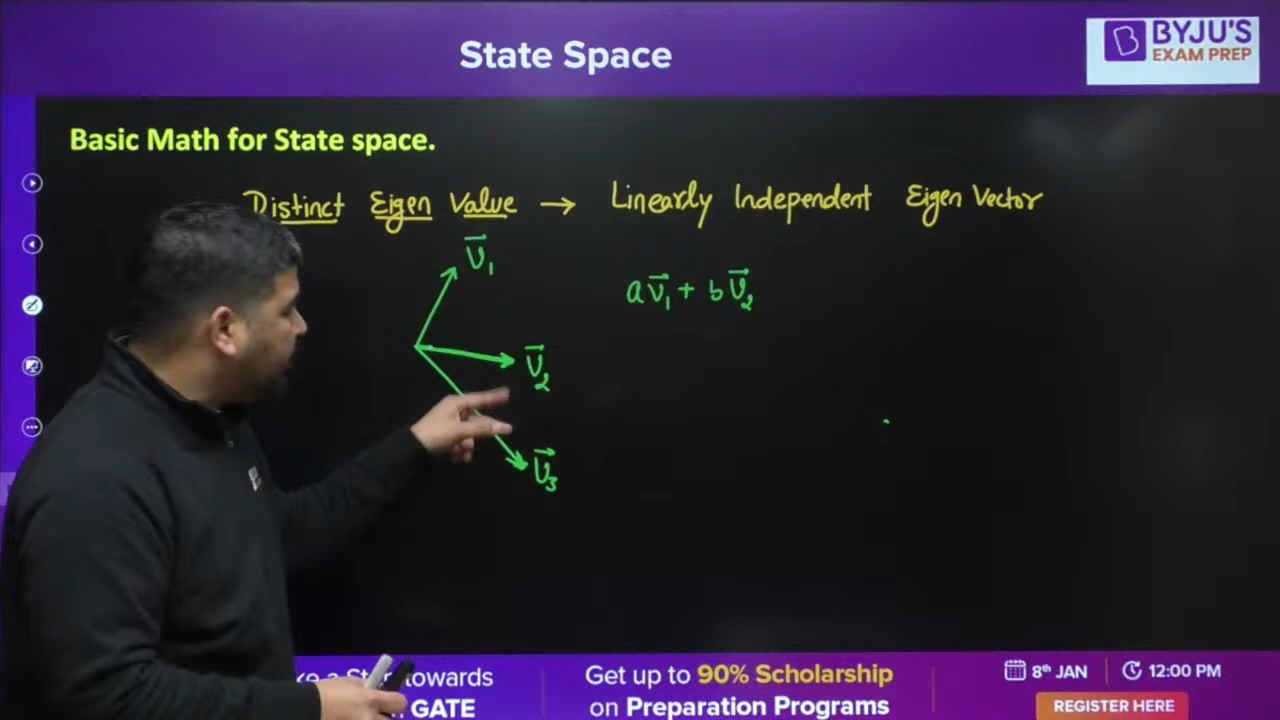 State Space
BYJU'S
EXAM PREP
Basic Math for State space.
Distinct Eigen Value → Linearly Independent Eigen Vector
V⃗₁
aV⃗₁ + bV⃗₂
V⃗₂
V⃗₃
towards
GATE
Get up to 90% Scholarship
on Preparation Programs
8th JAN
12:00 PM
REGISTER HERE